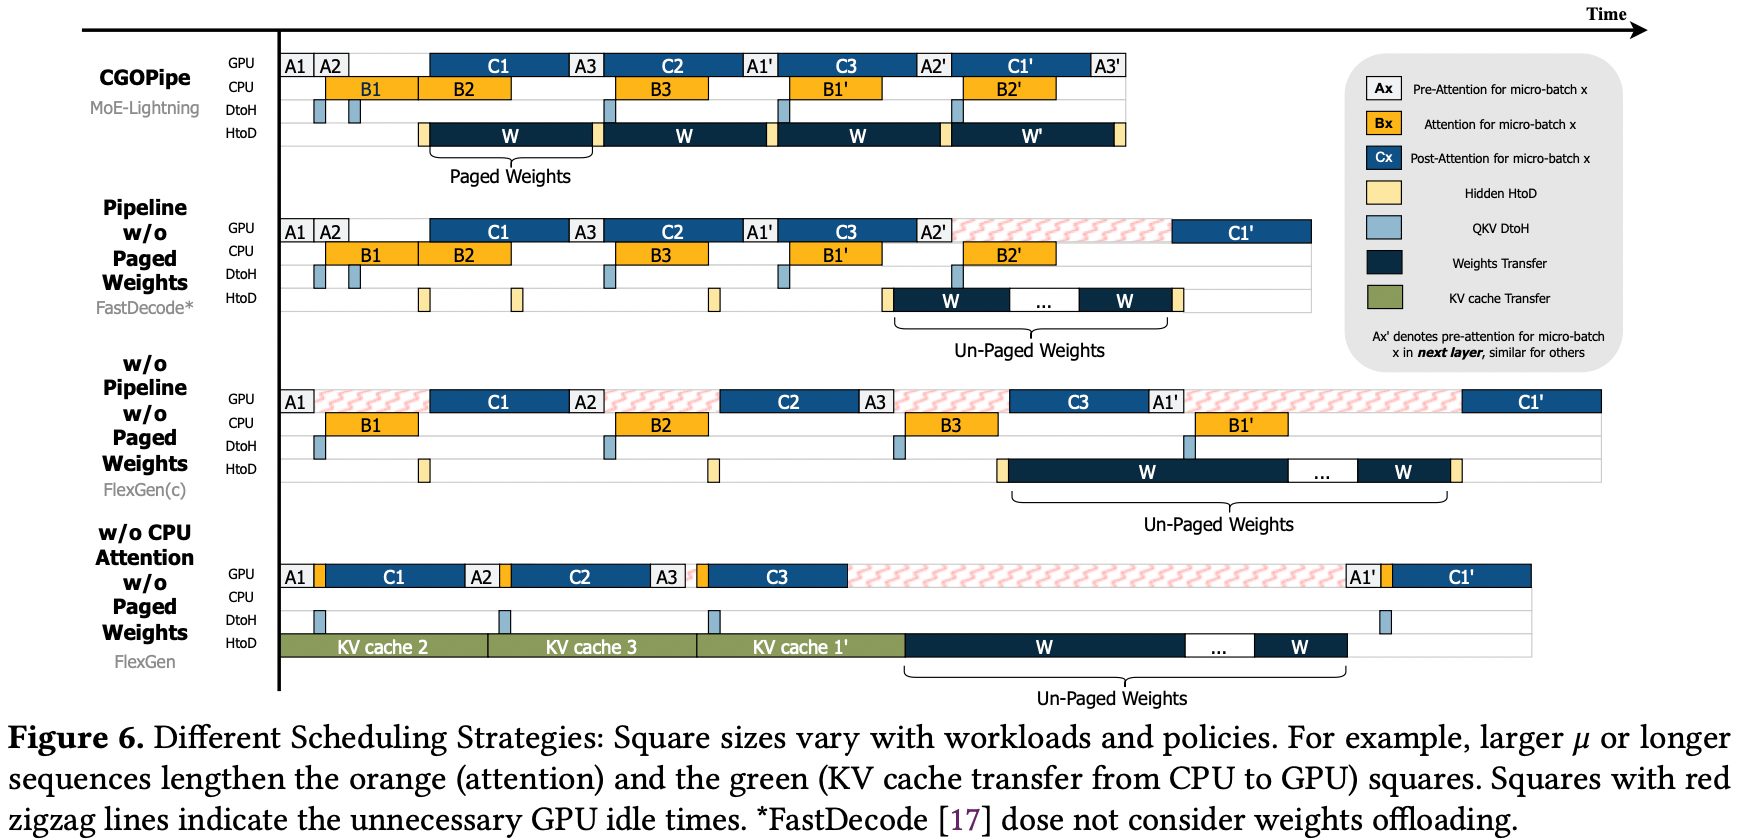 Time
CGOPipe
MoE-Lightning
GPU A1 A2 C1 A3 C2 A1' C3 A2' C1' A3'
CPU B1 B2 B3 B1' B2'
DtoH
HtoD W W W W'
Paged Weights
Pipeline
w/o
Paged
Weights
FastDecode*
GPU A1 A2 C1 A3 C2 A1' C3 A2' C1'
CPU B1 B2 B3 B1' B2'
DtoH
HtoD W ... W
Un-Paged Weights
w/o
Pipeline
w/o
Paged
Weights
FlexGen(c)
GPU A1 C1 A2 C2 A3 C3 A1' C1'
CPU B1 B2 B3 B1'
DtoH
HtoD W ... W
Un-Paged Weights
w/o CPU
Attention
w/o
Paged
Weights
FlexGen
GPU A1 C1 A2 C2 A3 C3 A1' C1'
CPU
DtoH
HtoD KV cache 2 KV cache 3 KV cache 1' W ... W
Un-Paged Weights
Ax Pre-Attention for micro-batch x
Bx Attention for micro-batch x
Cx Post-Attention for micro-batch x
Hidden HtoD
QKV DtoH
Weights Transfer
KV cache Transfer
Ax' denotes pre-attention for micro-batch
x in next layer, similar for others
Figure 6. Different Scheduling Strategies: Square sizes vary with workloads and policies. For example, larger μ or longer
sequences lengthen the orange (attention) and the green (KV cache transfer from CPU to GPU) squares. Squares with red
zigzag lines indicate the unnecessary GPU idle times. *FastDecode [17] dose not consider weights offloading.